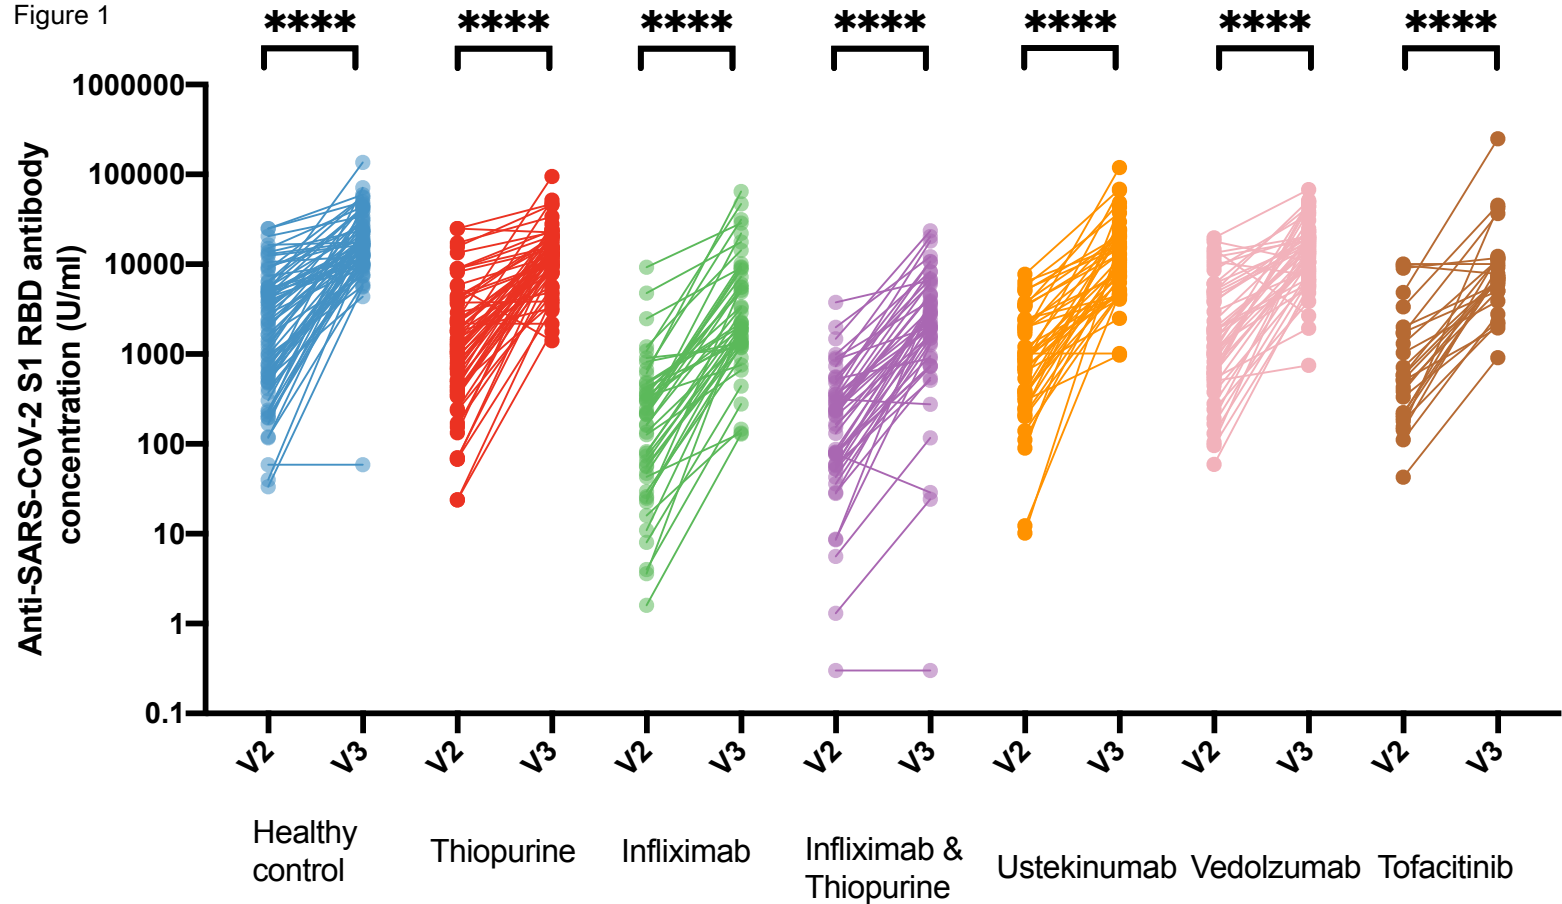 Figure 1
**** **** **** **** **** **** ****
Anti-SARS-CoV-2 S1 RBD antibody
concentration (U/ml)
1000000
100000
10000
1000
100
10
1
0.1
V2 V3 V2 V3 V2 V3 V2 V3 V2 V3 V2 V3 V2 V3
Healthy
control
Thiopurine
Infliximab
Infliximab &
Thiopurine
Ustekinumab
Vedolzumab
Tofacitinib